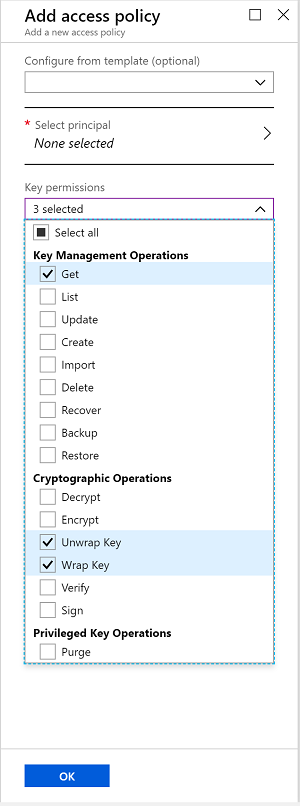 Add access policy
Add a new access policy
Configure from template (optional)
* Select principal
None selected
Key permissions
3 selected
Select all
Key Management Operations
Get
List
Update
Create
Import
Delete
Recover
Backup
Restore
Cryptographic Operations
Decrypt
Encrypt
Unwrap Key
Wrap Key
Verify
Sign
Privileged Key Operations
Purge
OK